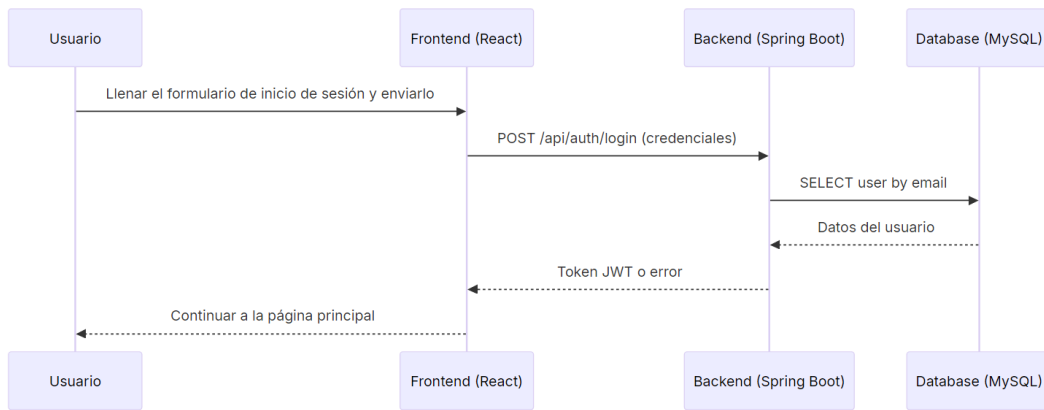 Usuario
Frontend (React)
Backend (Spring Boot)
Database (MySQL)
Llenar el formulario de inicio de sesión y enviarlo
POST /api/auth/login (credenciales)
SELECT user by email
Datos del usuario
Token JWT o error
Continuar a la página principal
Usuario
Frontend (React)
Backend (Spring Boot)
Database (MySQL)